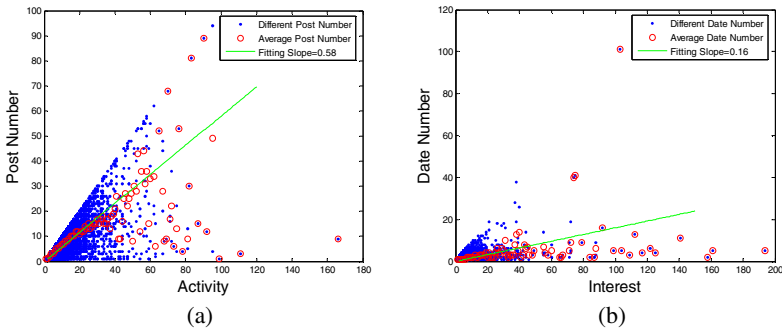 100
90
80
70
60
50
40
30
20
10
0
Post Number
Different Post Number
Average Post Number
Fitting Slope=0.58
0 20 40 60 80 100 120 140 160 180
Activity
(a)
120
100
80
60
40
20
0
Date Number
Different Date Number
Average Date Number
Fitting Slope=0.16
0 20 40 60 80 100 120 140 160 180 200
Interest
(b)